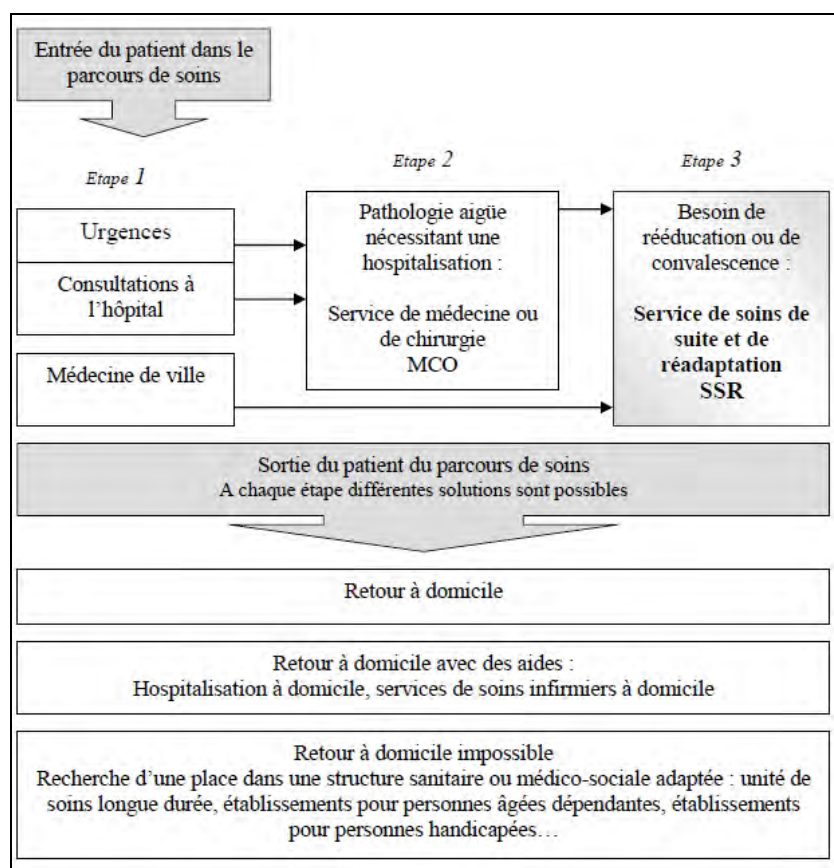 Entrée du patient dans le
parcours de soins
Etape 1
Etape 2
Etape 3
Urgences
Consultations à
l'hôpital
Médecine de ville
Pathologie aigüe
nécessitant une
hospitalisation :
Service de médecine ou
de chirurgie
MCO
Besoin de
rééducation ou de
convalescence :
Service de soins de
suite et de
réadaptation
SSR
Sortie du patient du parcours de soins
A chaque étape différentes solutions sont possibles
Retour à domicile
Retour à domicile avec des aides :
Hospitalisation à domicile, services de soins infirmiers à domicile
Retour à domicile impossible
Recherche d'une place dans une structure sanitaire ou médico-sociale adaptée : unité de
soins longue durée, établissements pour personnes âgées dépendantes, établissements
pour personnes handicapées…